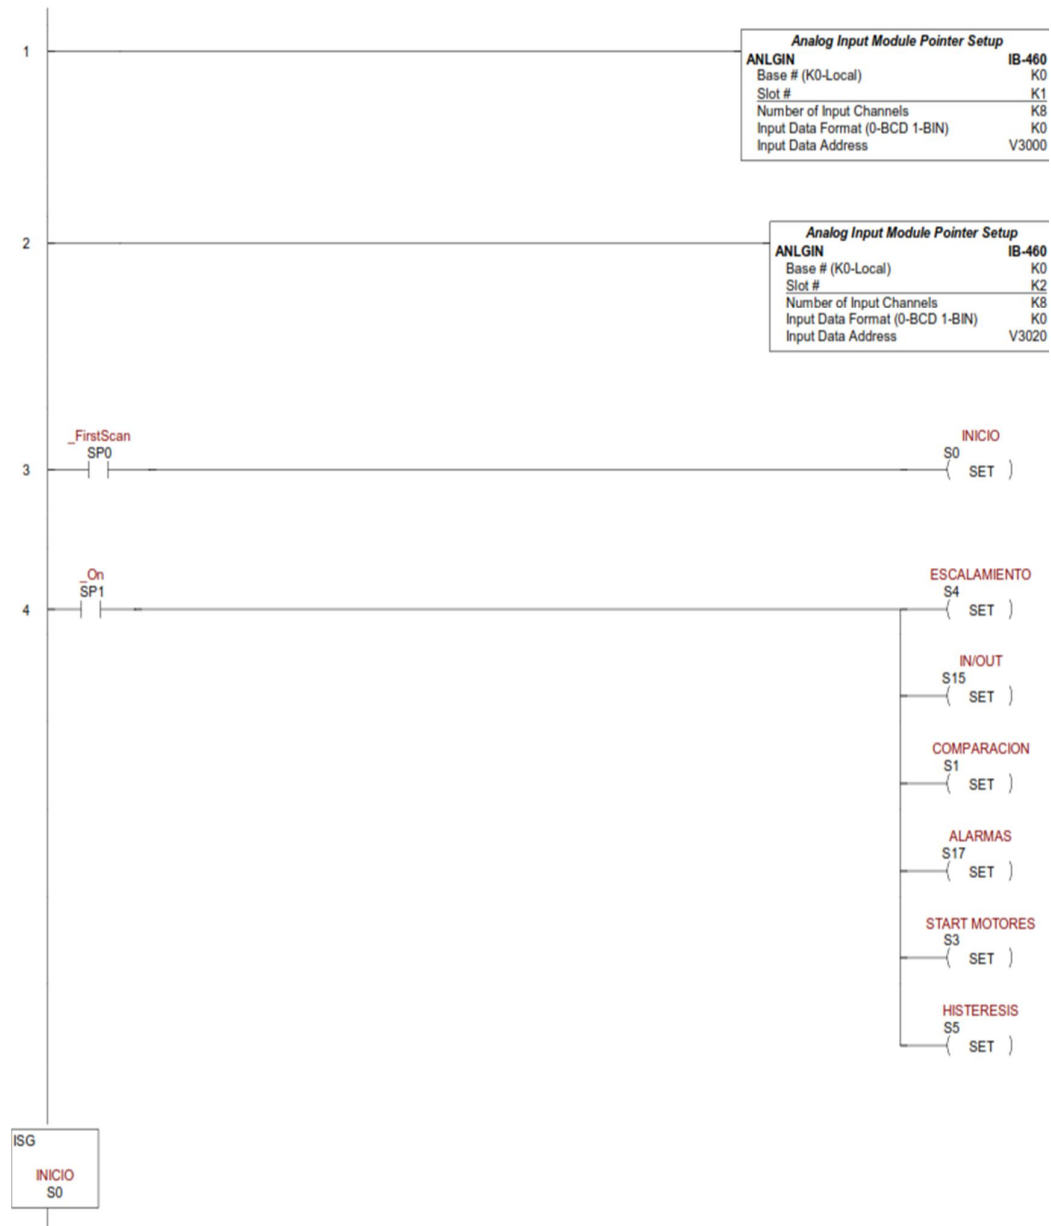 1
Analog Input Module Pointer Setup
ANLGIN IB-460
Base # (K0-Local) K0
Slot # K1
Number of Input Channels K8
Input Data Format (0-BCD 1-BIN) K0
Input Data Address V3000
2
Analog Input Module Pointer Setup
ANLGIN IB-460
Base # (K0-Local) K0
Slot # K2
Number of Input Channels K8
Input Data Format (0-BCD 1-BIN) K0
Input Data Address V3020
_FirstScan INICIO
SP0 S0
3 ( SET )
_On ESCALAMIENTO
SP1 S4
4 ( SET )
IN/OUT
S15
( SET )
COMPARACION
S1
( SET )
ALARMAS
S17
( SET )
START MOTORES
S3
( SET )
HISTERESIS
S5
( SET )
ISG
INICIO
S0